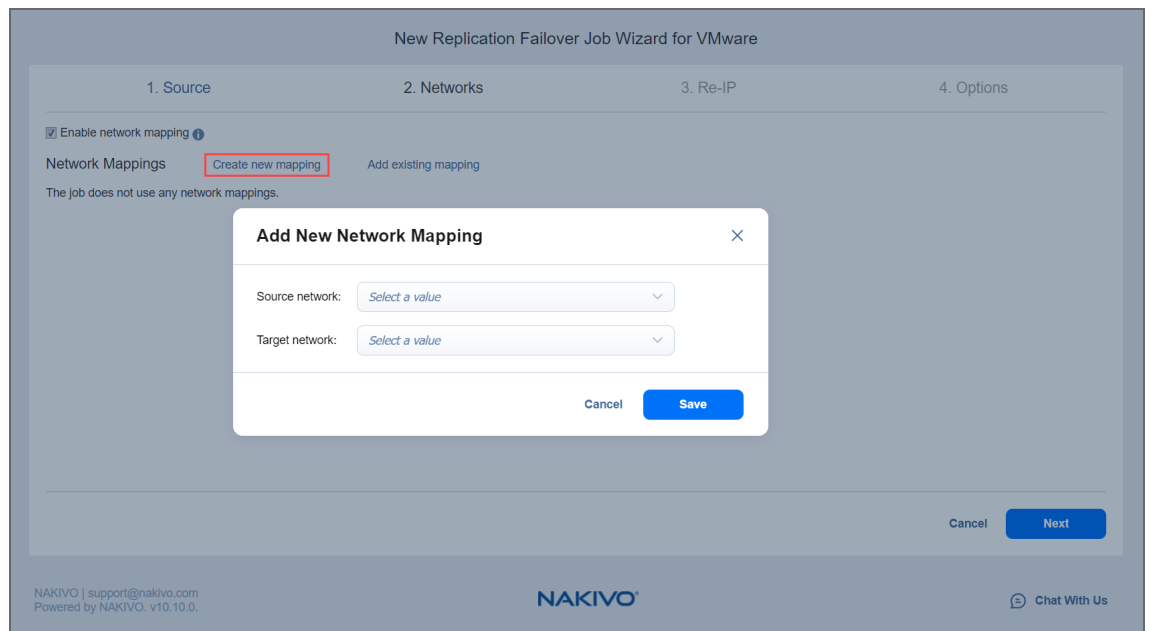 New Replication Failover Job Wizard for VMware
1. Source 2. Networks 3. Re-IP 4. Options
Enable network mapping
Network Mappings Create new mapping Add existing mapping
The job does not use any network mappings.
Add New Network Mapping
Source network: Select a value
Target network: Select a value
Cancel Save
Cancel Next
NAKIVO | support@nakivo.com
Powered by NAKIVO. v10.10.0.
NAKIVO®
Chat With Us